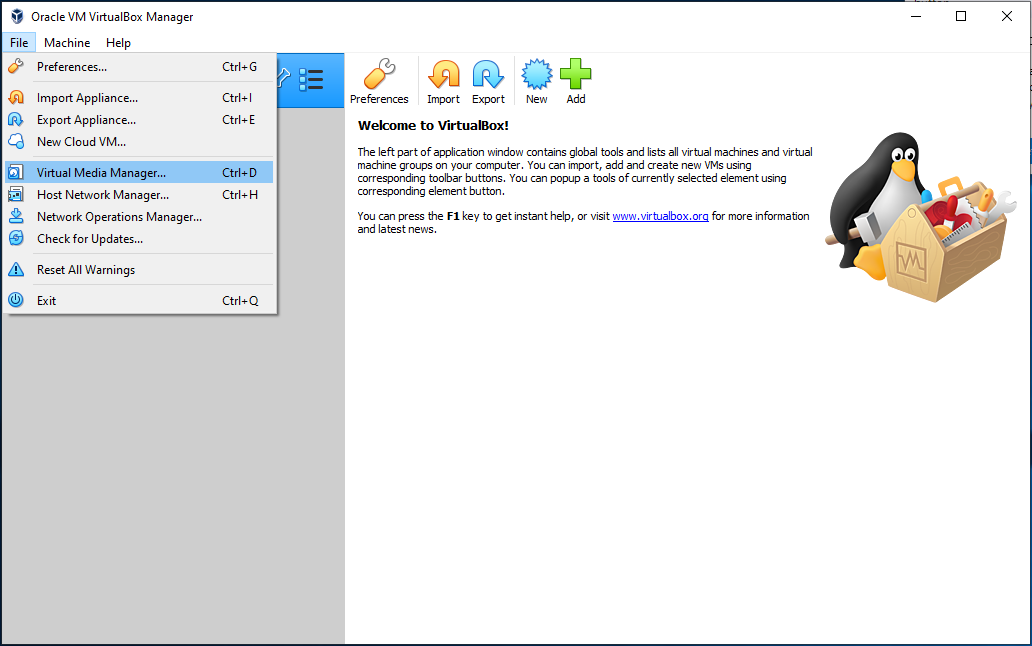 Oracle VM VirtualBox Manager
File Machine Help
Preferences... Ctrl+G
Import Appliance... Ctrl+I
Export Appliance... Ctrl+E
New Cloud VM...
Virtual Media Manager... Ctrl+D
Host Network Manager... Ctrl+H
Network Operations Manager...
Check for Updates...
Reset All Warnings
Exit Ctrl+Q
Preferences Import Export New Add
Welcome to VirtualBox!
The left part of application window contains global tools and lists all virtual machines and virtual
machine groups on your computer. You can import, add and create new VMs using
corresponding toolbar buttons. You can popup a tools of currently selected element using
corresponding element button.
You can press the F1 key to get instant help, or visit www.virtualbox.org for more information
and latest news.